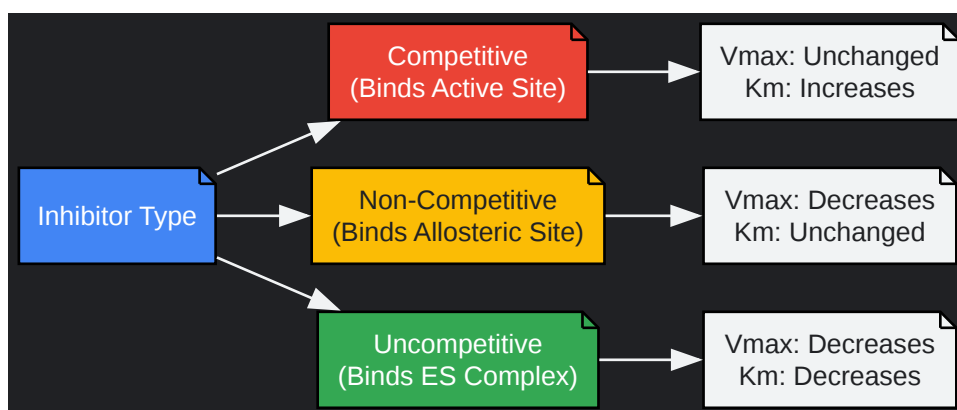 Inhibitor Type
Competitive
(Binds Active Site)
Vmax: Unchanged
Km: Increases
Non-Competitive
(Binds Allosteric Site)
Vmax: Decreases
Km: Unchanged
Uncompetitive
(Binds ES Complex)
Vmax: Decreases
Km: Decreases